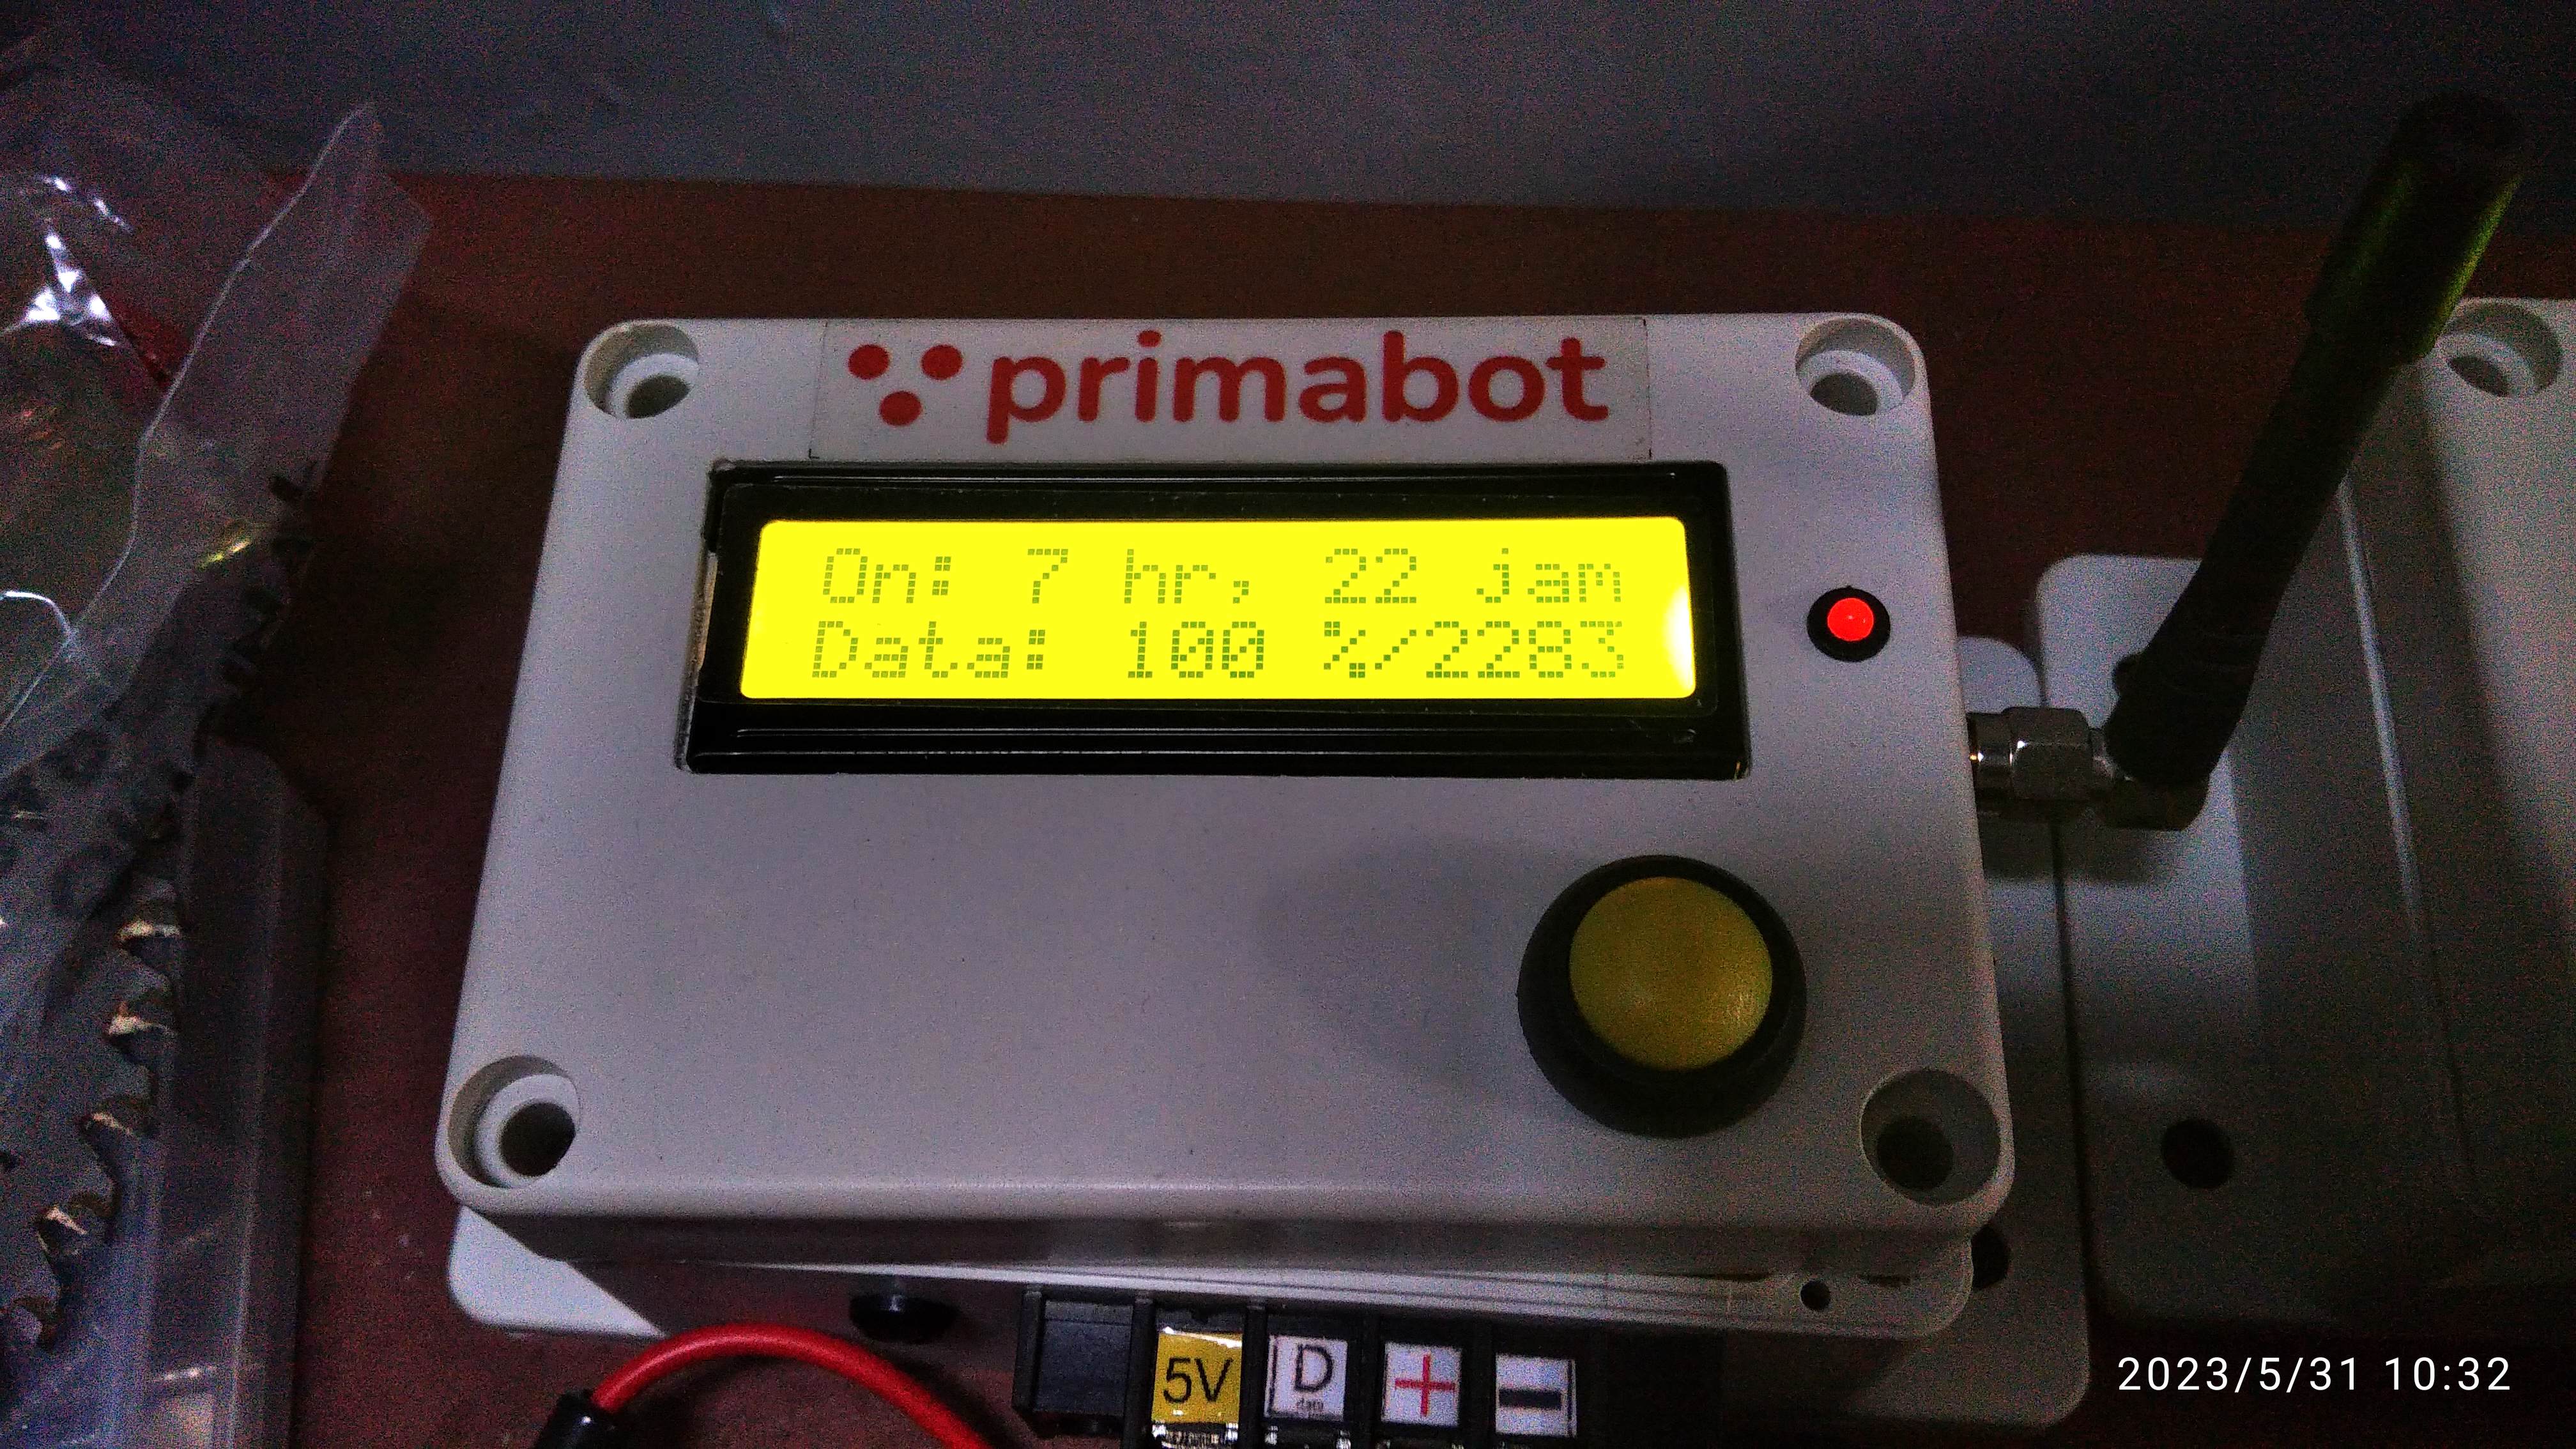 primabot
On: 7 hr, 22 jam
Data: 100 %/2283
5V
D
data
+
-
2023/5/31 10:32